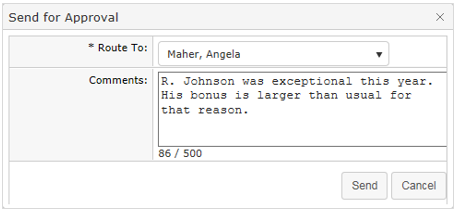 Send for Approval
* Route To:
Maher, Angela
Comments:
R. Johnson was exceptional this year.
His bonus is larger than usual for
that reason.
86 / 500
Send
Cancel